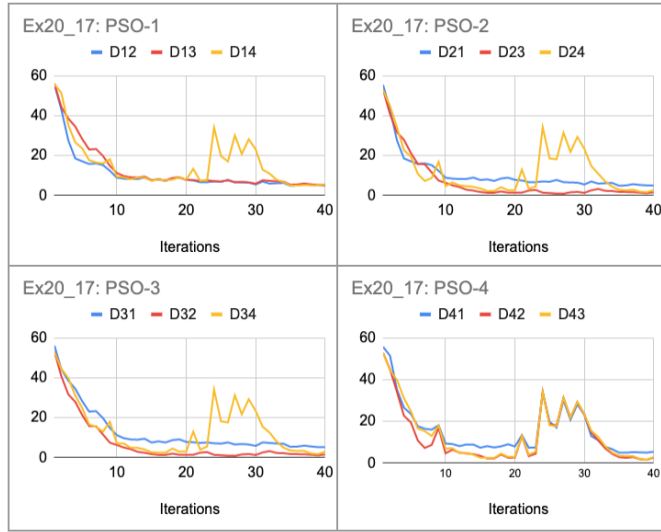 Ex20_17: PSO-1
D12 D13 D14
60
40
20
0
10 20 30 40
Iterations
Ex20_17: PSO-2
D21 D23 D24
60
40
20
0
10 20 30 40
Iterations
Ex20_17: PSO-3
D31 D32 D34
60
40
20
0
10 20 30 40
Iterations
Ex20_17: PSO-4
D41 D42 D43
60
40
20
0
10 20 30 40
Iterations